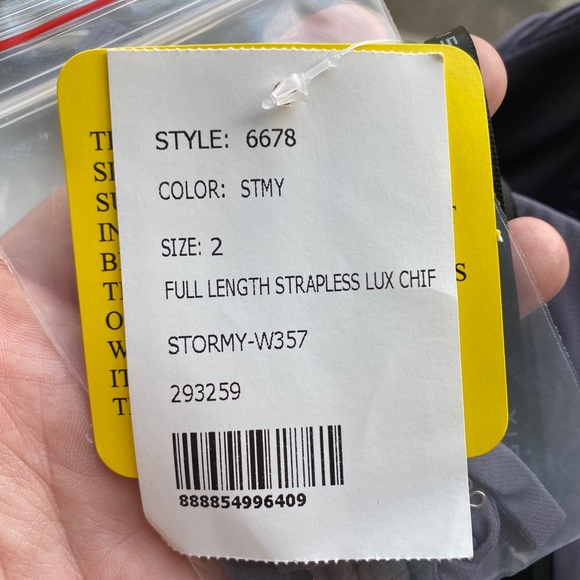 STYLE: 6678
COLOR: STMY
SIZE: 2
FULL LENGTH STRAPLESS LUX CHIF
STORMY-W357
293259
888854996409